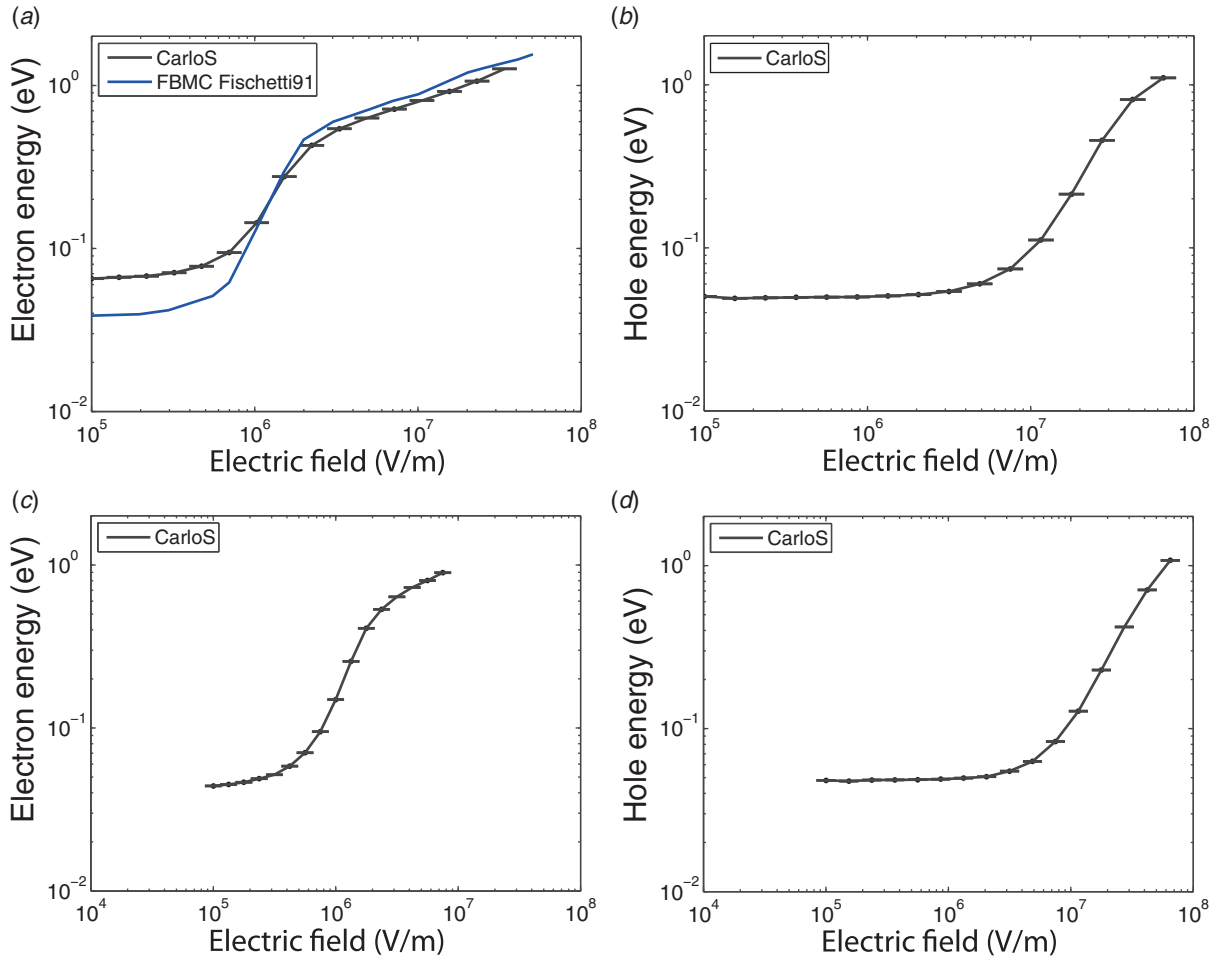 (a)
CarloS
FBMC Fischetti91
10^0
10^−1
10^−2
Electron energy (eV)
10^5 10^6 10^7 10^8
Electric field (V/m)
(b)
CarloS
10^0
10^−1
10^−2
Hole energy (eV)
10^5 10^6 10^7 10^8
Electric field (V/m)
(c)
CarloS
10^0
10^−1
10^−2
Electron energy (eV)
10^4 10^5 10^6 10^7 10^8
Electric field (V/m)
(d)
CarloS
10^0
10^−1
10^−2
Hole energy (eV)
10^4 10^5 10^6 10^7 10^8
Electric field (V/m)